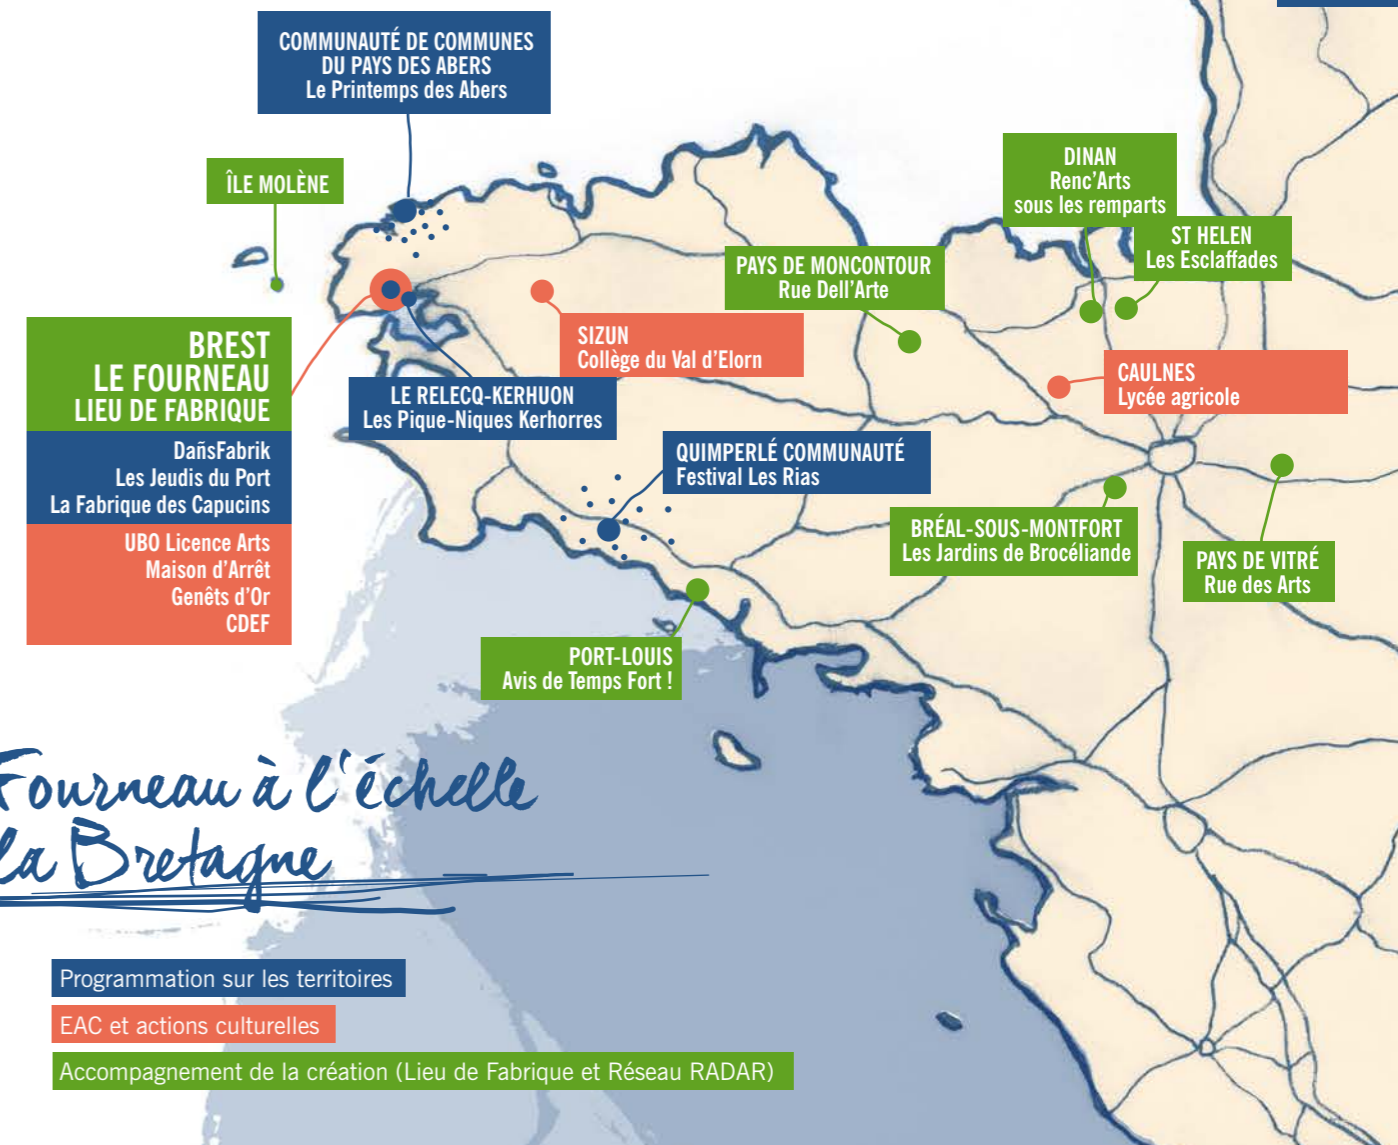 COMMUNAUTÉ DE COMMUNES
DU PAYS DES ABERS
Le Printemps des Abers
ÎLE MOLÈNE
DINAN
Renc'Arts
sous les remparts
ST HELEN
Les Esclaffades
PAYS DE MONCONTOUR
Rue Dell'Arte
BREST
LE FOURNEAU
LIEU DE FABRIQUE
DañsFabrik
Les Jeudis du Port
La Fabrique des Capucins
UBO Licence Arts
Maison d'Arrêt
Genêts d'Or
CDEF
SIZUN
Collège du Val d'Elorn
LE RELECQ-KERHUON
Les Pique-Niques Kerhorres
CAULNES
Lycée agricole
QUIMPERLÉ COMMUNAUTÉ
Festival Les Rias
BRÉAL-SOUS-MONTFORT
Les Jardins de Brocéliande
PAYS DE VITRÉ
Rue des Arts
PORT-LOUIS
Avis de Temps Fort !
Fourneau à l'échelle
la Bretagne
Programmation sur les territoires
EAC et actions culturelles
Accompagnement de la création (Lieu de Fabrique et Réseau RADAR)